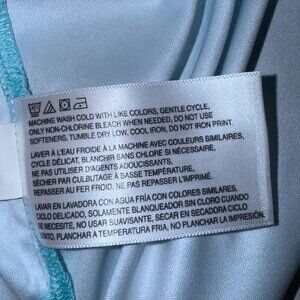 MACHINE WASH COLD WITH LIKE COLORS, GENTLE CYCLE,
ONLY NON-CHLORINE BLEACH WHEN NEEDED, DO NOT USE
SOFTENERS, TUMBLE DRY LOW, COOL IRON, DO NOT IRON PRINT.
LAVER À L'EAU FROIDE À LA MACHINE AVEC COULEURS SIMILAIRES,
CYCLE DÉLICAT, BLANCHIR SANS CHLORE SI NÉCESSAIRE,
NE PAS UTILISER D'AGENTS ADOUCISSANTS,
SÉCHER PAR CULBUTAGE À BASSE TEMPÉRATURE,
REPASSER AU FER FROID, NE PAS REPASSER L'IMPRIMÉ.
LAVAR EN LAVADORA CON AGUA FRÍA CON COLORES SIMILARES
CICLO DELICADO, SOLAMENTE BLANQUEADOR SIN CLORO CUANDO
SE NECESITE, NO USAR SUAVISANTE, SECAR EN SECADORA CICLO
LENTO, PLANCHAR A TEMPERATURA FRIA, NO PLANCHAR